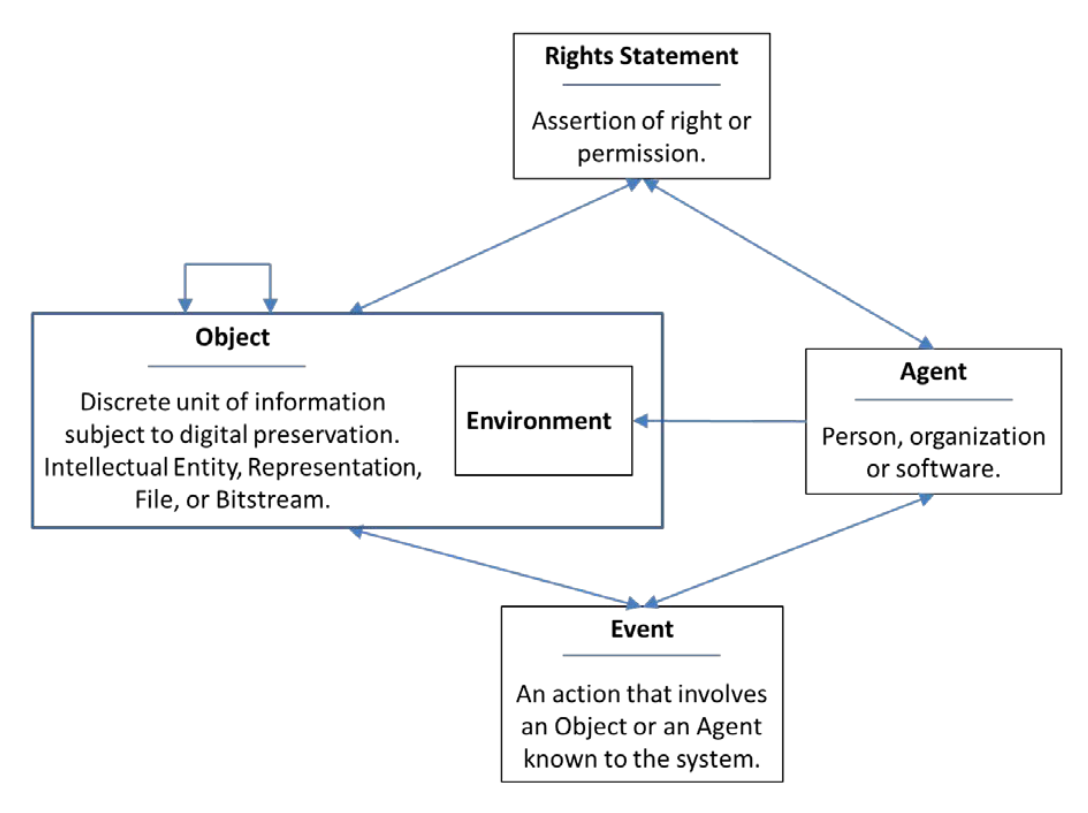 Rights Statement
Assertion of right or
permission.
Object
Discrete unit of information
subject to digital preservation.
Intellectual Entity, Representation,
File, or Bitstream.
Environment
Agent
Person, organization
or software.
Event
An action that involves
an Object or an Agent
known to the system.